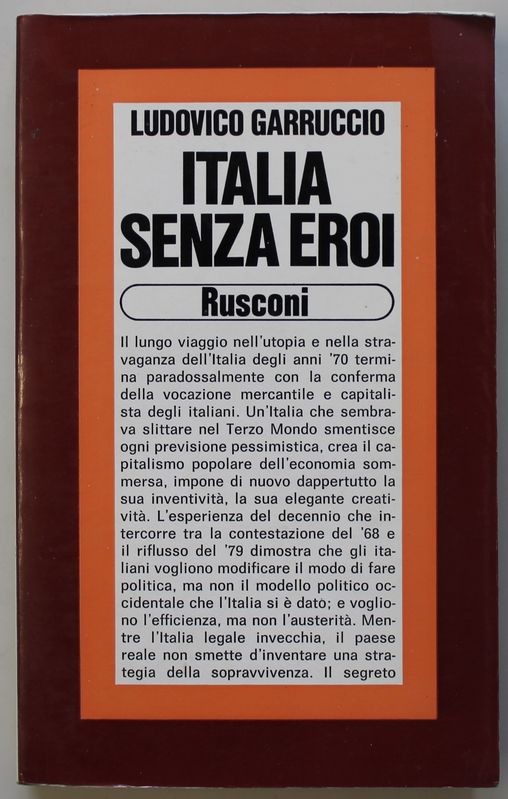 LUDOVICO GARRUCCIO
ITALIA
SENZA EROI
Rusconi
Il lungo viaggio nell'utopia e nella stra-
vaganza dell'Italia degli anni '70 termi-
na paradossalmente con la conferma
della vocazione mercantile e capitali-
sta degli italiani. Un'Italia che sembra-
va slittare nel Terzo Mondo smentisce
ogni previsione pessimistica, crea il ca-
pitalismo popolare dell'economia som-
mersa, impone di nuovo dappertutto la
sua inventività, la sua elegante creati-
vità. L'esperienza del decennio che in-
tercorre tra la contestazione del '68 e
il riflusso del '79 dimostra che gli ita-
liani vogliono modificare il modo di fare
politica, ma non il modello politico oc-
cidentale che l'Italia si è dato; e voglio-
no l'efficienza, ma non l'austerità. Men-
tre l'Italia legale invecchia, il paese
reale non smette d'inventare una stra-
tegia della sopravvivenza. Il segreto